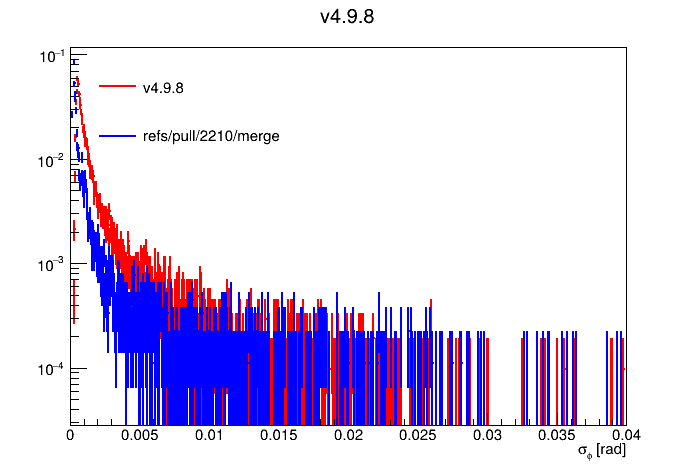 v4.9.8
10⁻¹
v4.9.8
refs/pull/2210/merge
10⁻²
10⁻³
10⁻⁴
0 0.005 0.01 0.015 0.02 0.025 0.03 0.035 0.04
σ_ϕ [rad]